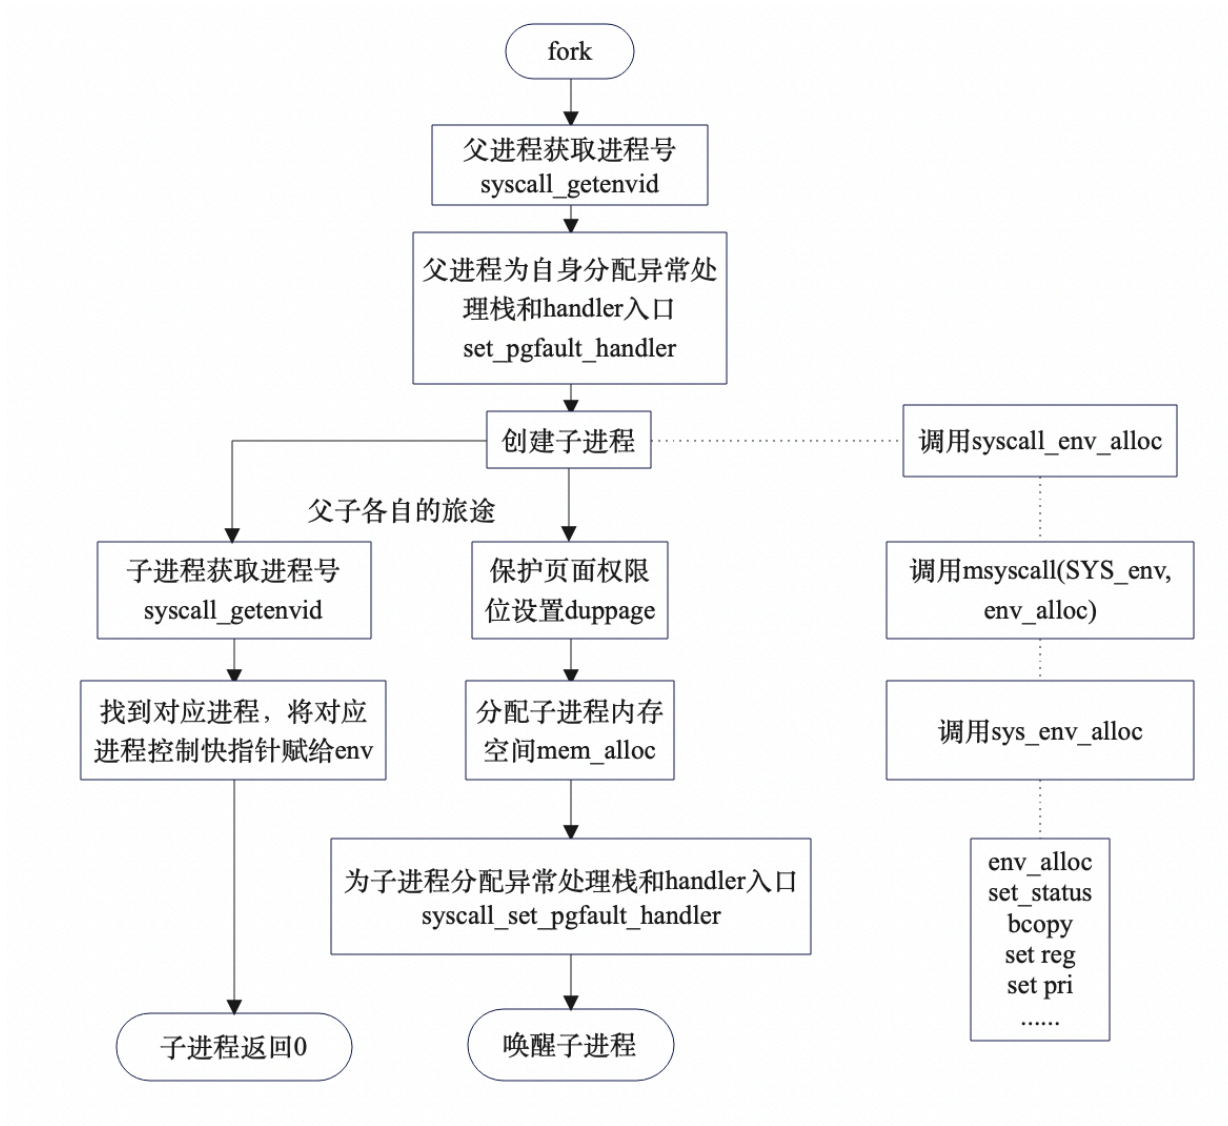 fork
父进程获取进程号
syscall_getenvid
父进程为自身分配异常处
理栈和handler入口
set_pgfault_handler
创建子进程
调用syscall_env_alloc
父子各自的旅途
子进程获取进程号
syscall_getenvid
保护页面权限
位设置duppage
调用msyscall(SYS_env,
env_alloc)
找到对应进程，将对应
进程控制快指针赋给env
分配子进程内存
空间mem_alloc
调用sys_env_alloc
为子进程分配异常处理栈和handler入口
syscall_set_pgfault_handler
env_alloc
set_status
bcopy
set reg
set pri
......
子进程返回0
唤醒子进程